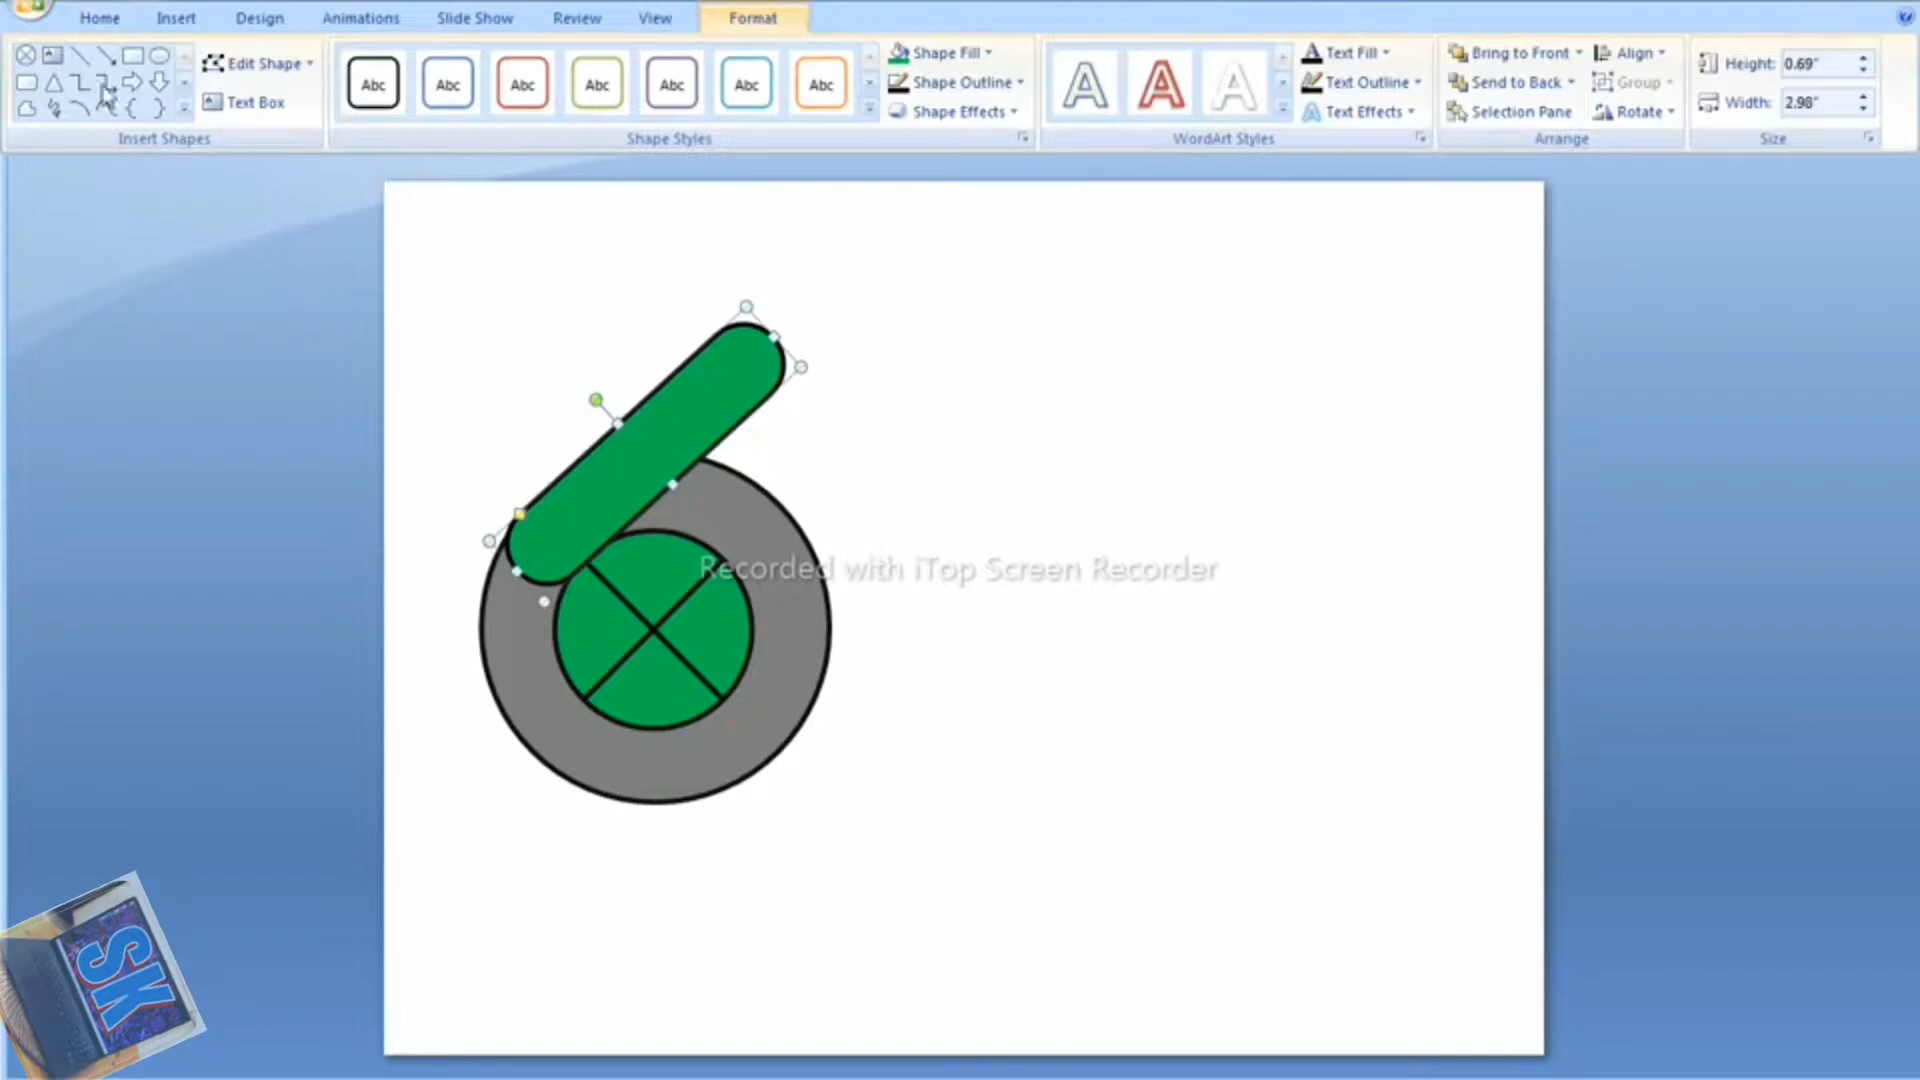 Home Insert Design Animations Slide Show Review View Format
Edit Shape
Text Box
Insert Shapes
Abc Abc Abc Abc Abc Abc Abc
Shape Fill
Shape Outline
Shape Effects
Shape Styles
A A A
Text Fill
Text Outline
Text Effects
WordArt Styles
Bring to Front
Send to Back
Selection Pane
Align
Group
Rotate
Arrange
Height: 0.69"
Width: 2.98"
Size
Recorded with iTop Screen Recorder
SK